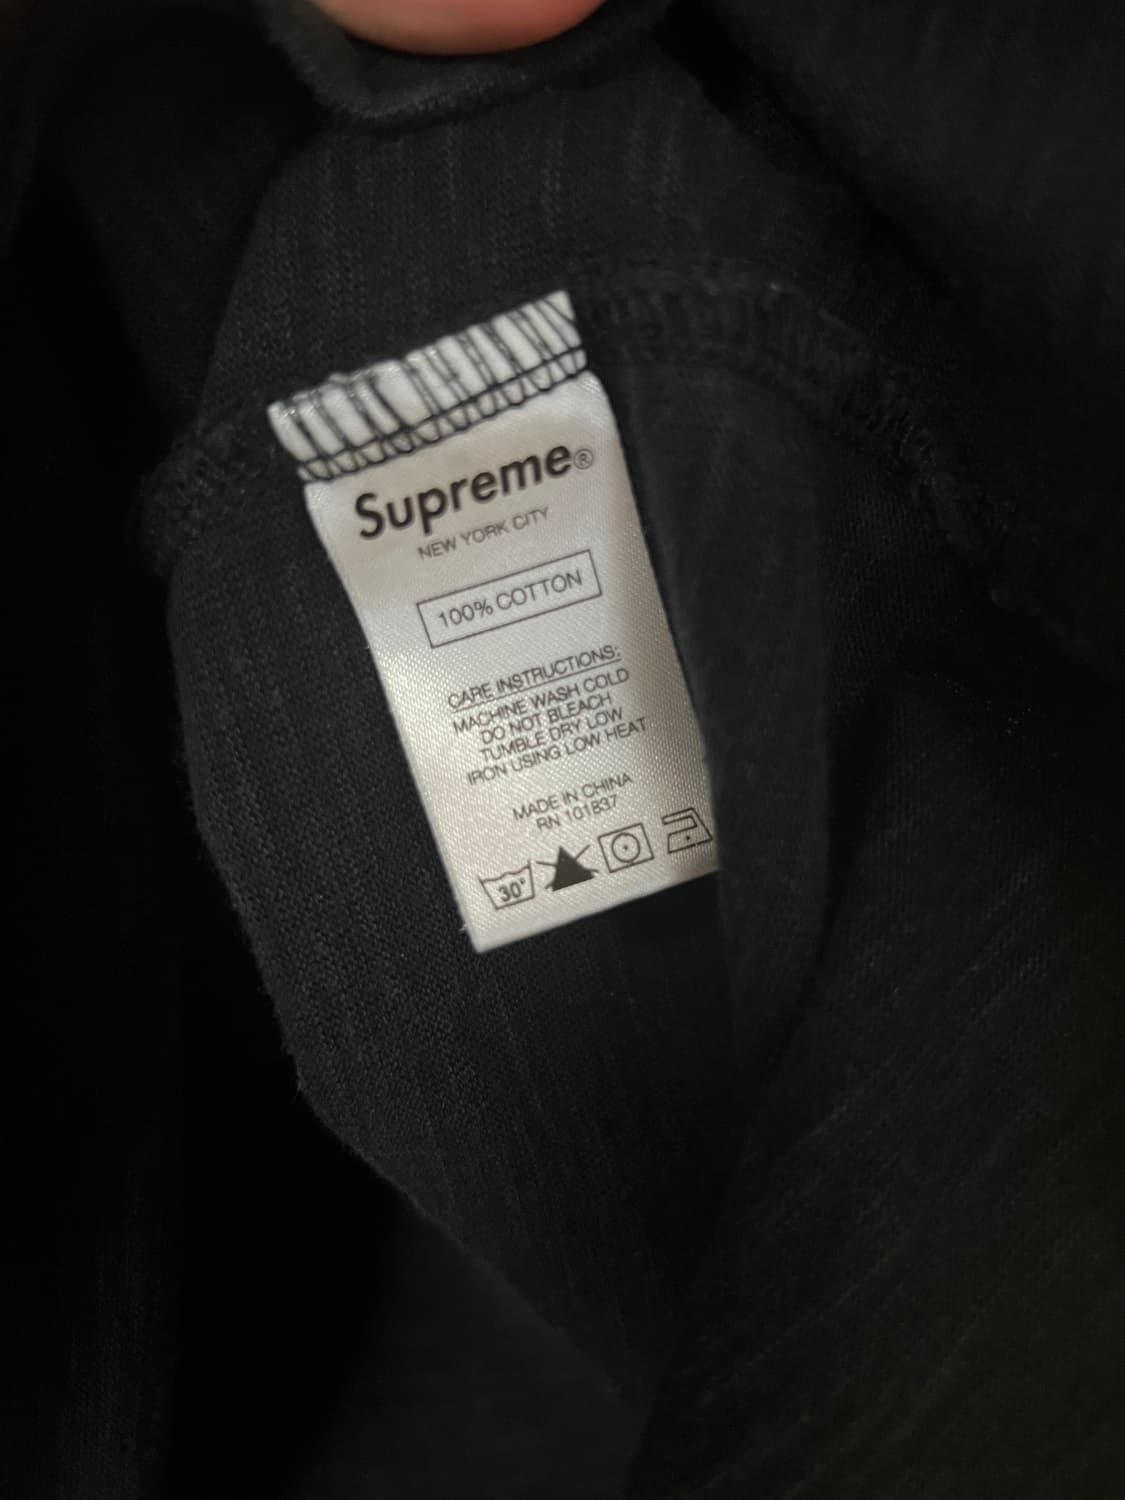 Supreme®
NEW YORK CITY
100% COTTON
CARE INSTRUCTIONS:
MACHINE WASH COLD
DO NOT BLEACH
TUMBLE DRY LOW
IRON USING LOW HEAT
MADE IN CHINA
RN 101837
30°